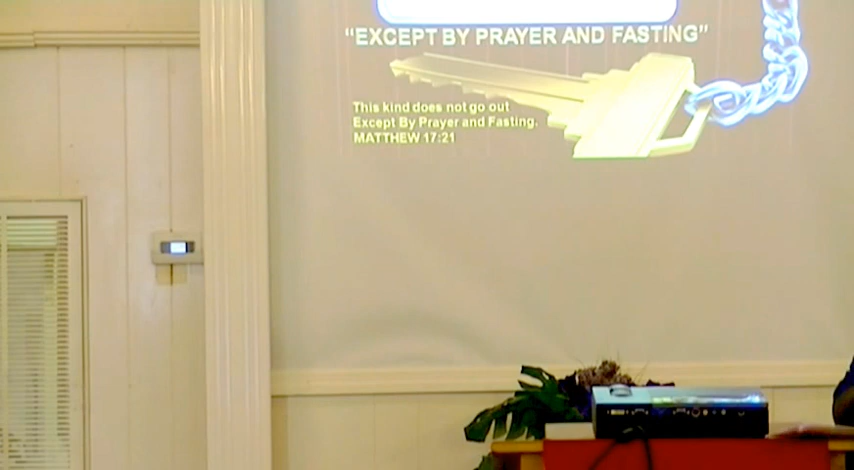 “EXCEPT BY PRAYER AND FASTING”
This kind does not go out
Except By Prayer and Fasting.
MATTHEW 17:21